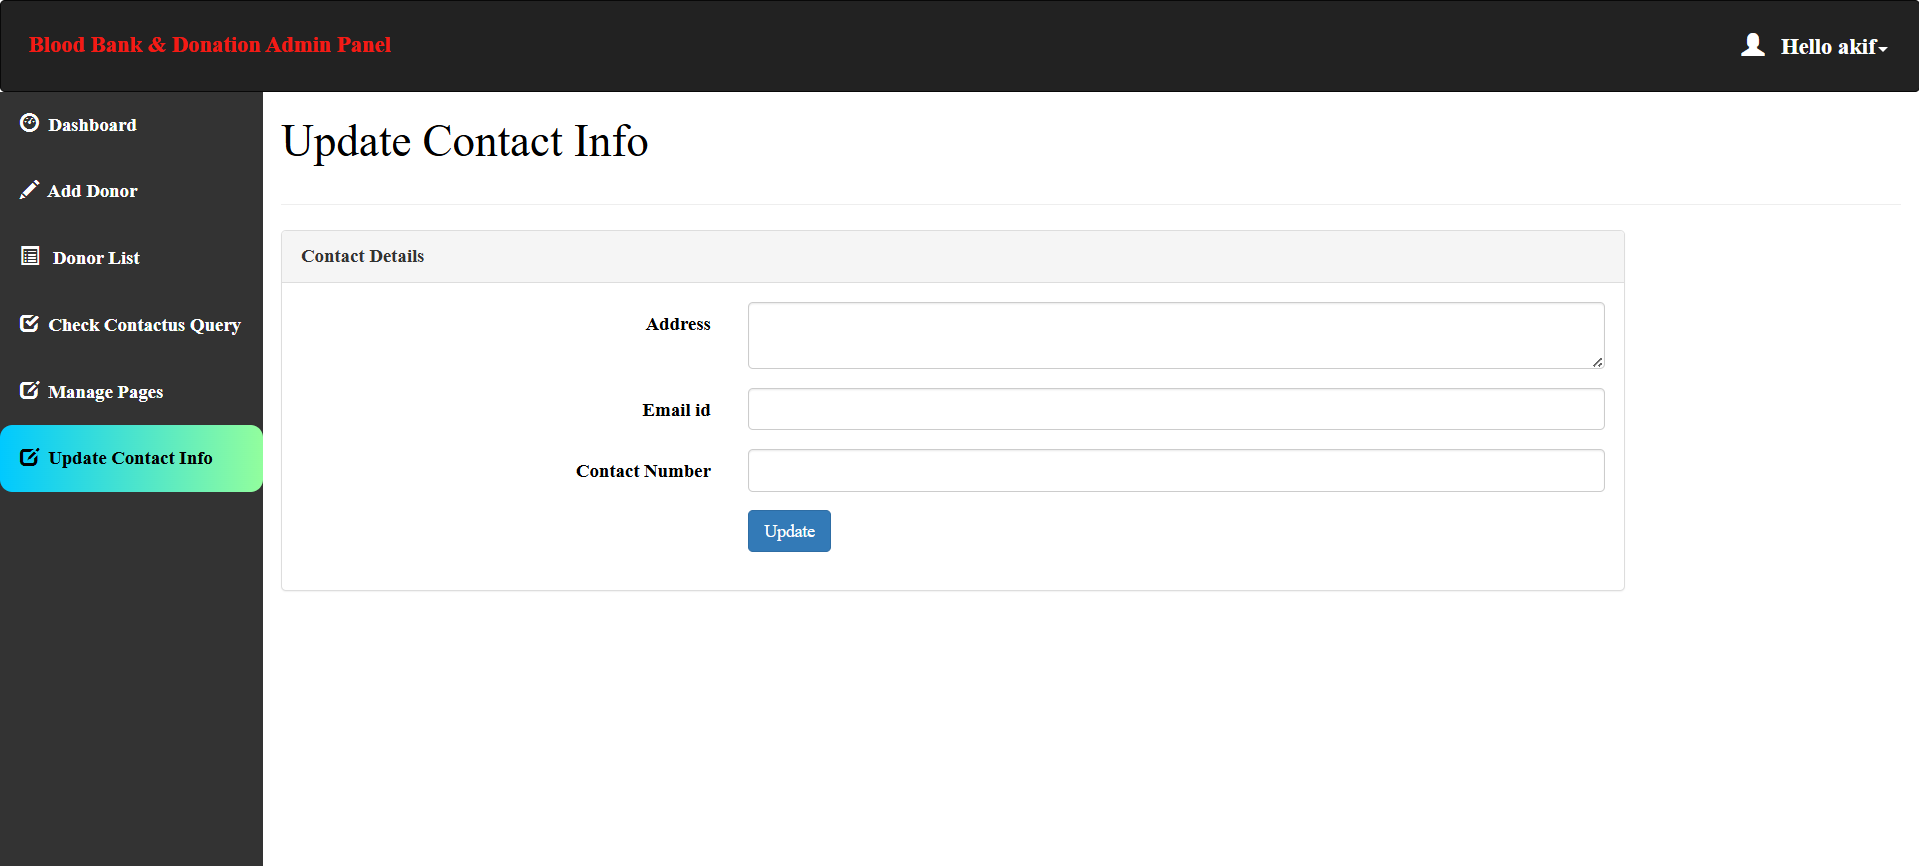 Blood Bank & Donation Admin Panel
Hello akif
Dashboard
Add Donor
Donor List
Check Contactus Query
Manage Pages
Update Contact Info
Update Contact Info
Contact Details
Address
Email id
Contact Number
Update